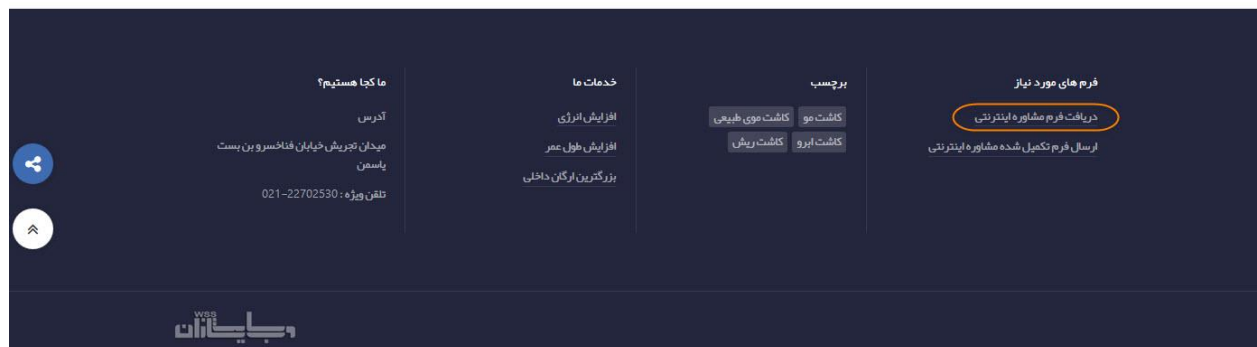 فرم های مورد نیاز
دریافت فرم مشاوره اینترنتی
ارسال فرم تکمیل شده مشاوره اینترنتی
برچسب
کاشت مو کاشت موی طبیعی
کاشت ابرو کاشت ریش
خدمات ما
افزایش انرژی
افزایش طول عمر
بزرگترین ارگان داخلی
ما کجا هستیم؟
آدرس
میدان تجریش خیابان فناخسرو بن بست
یاسمن
تلفن ویژه : 22702530-021
WSS
وبسایتسازان